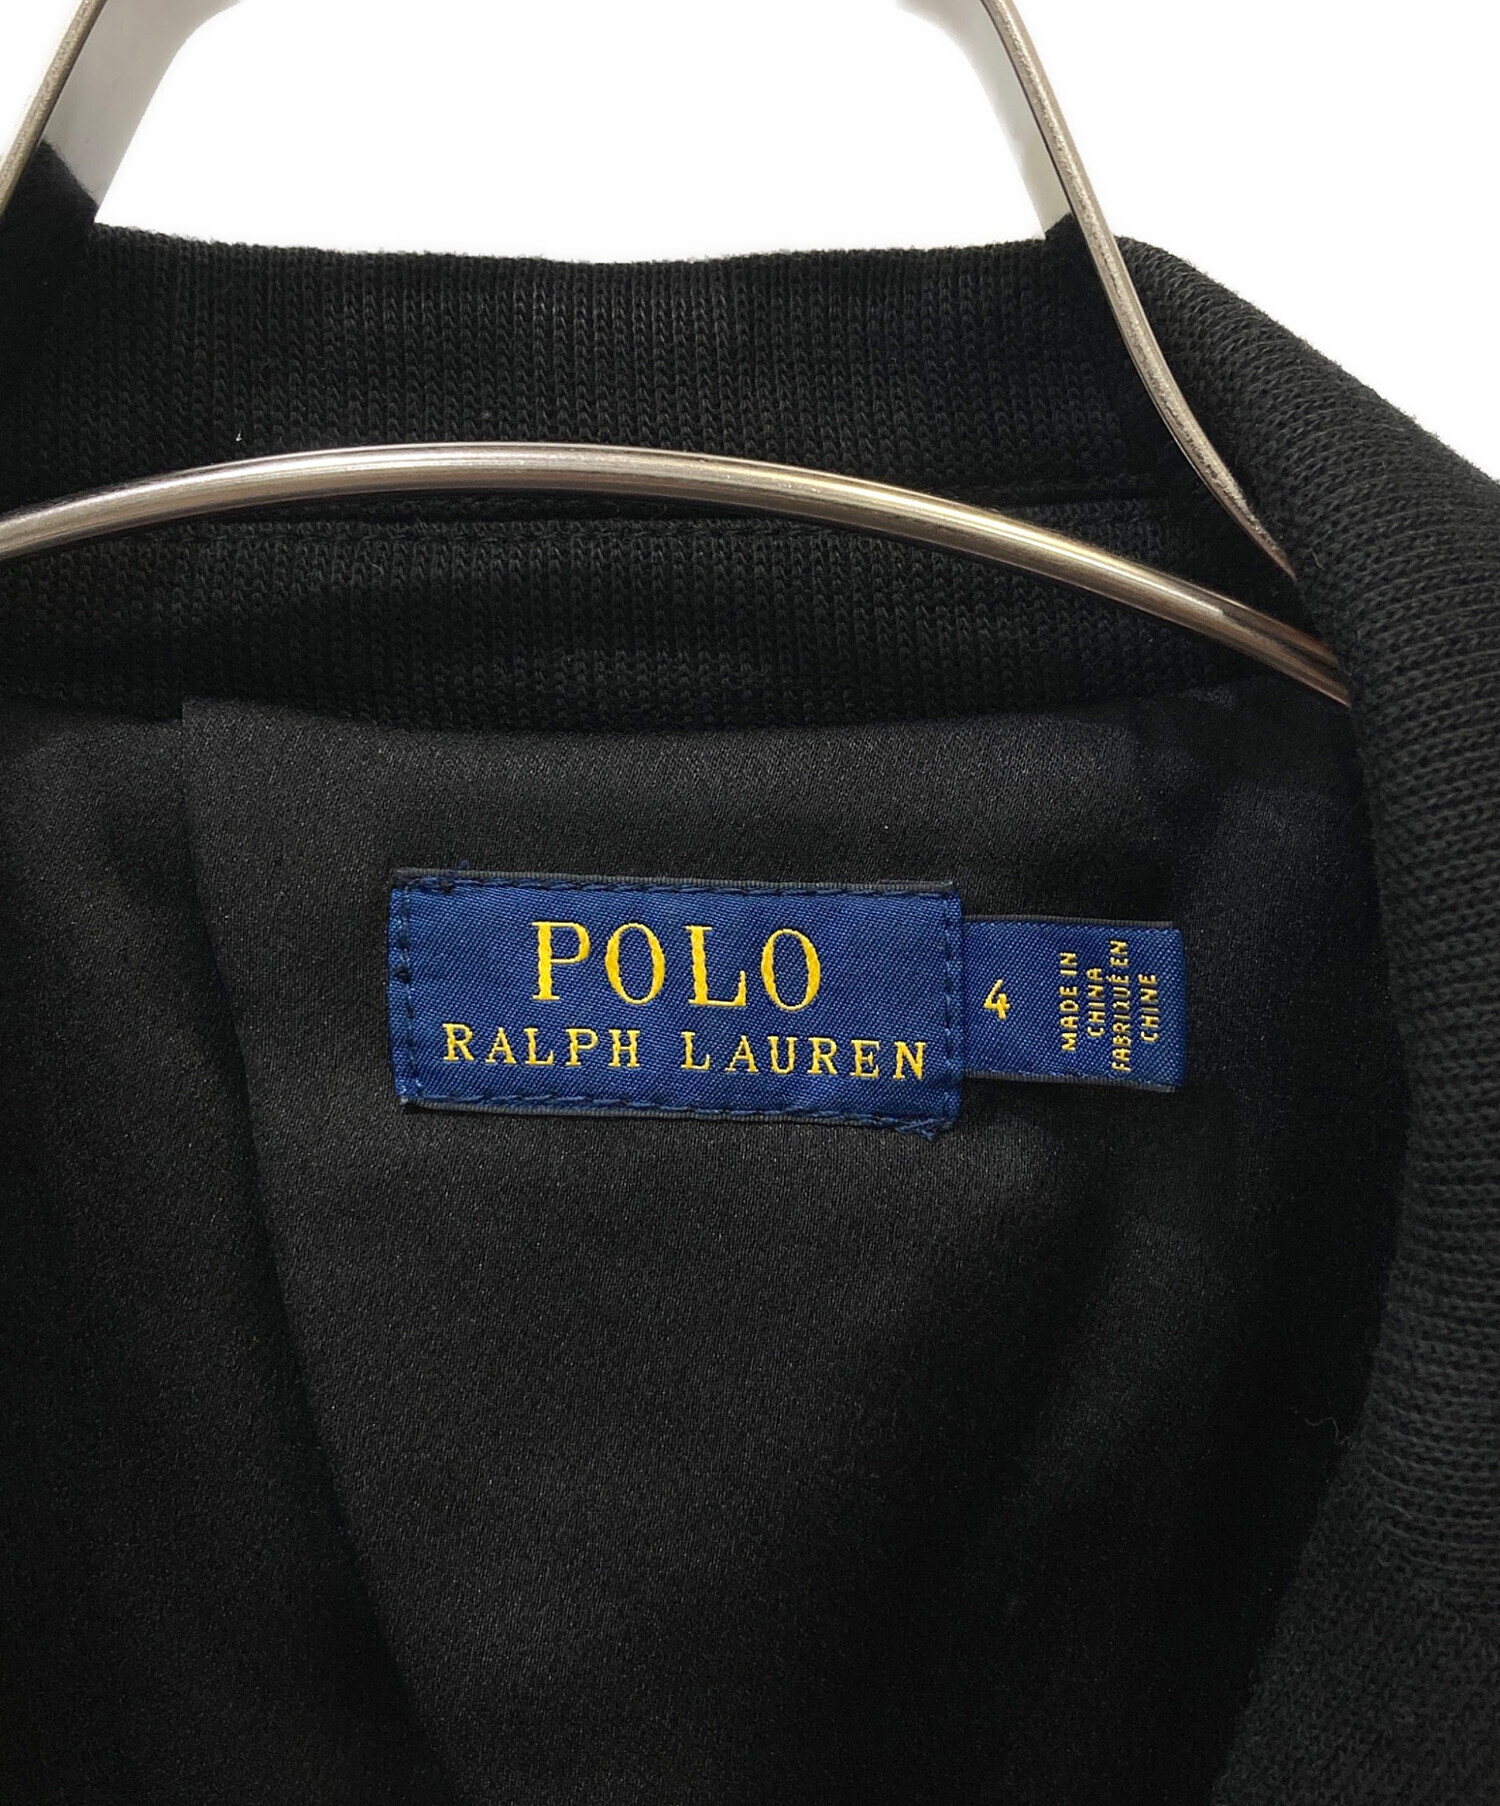 POLO
RALPH LAUREN
4
MADE IN
CHINA
FABRIQUÉ EN
CHINE